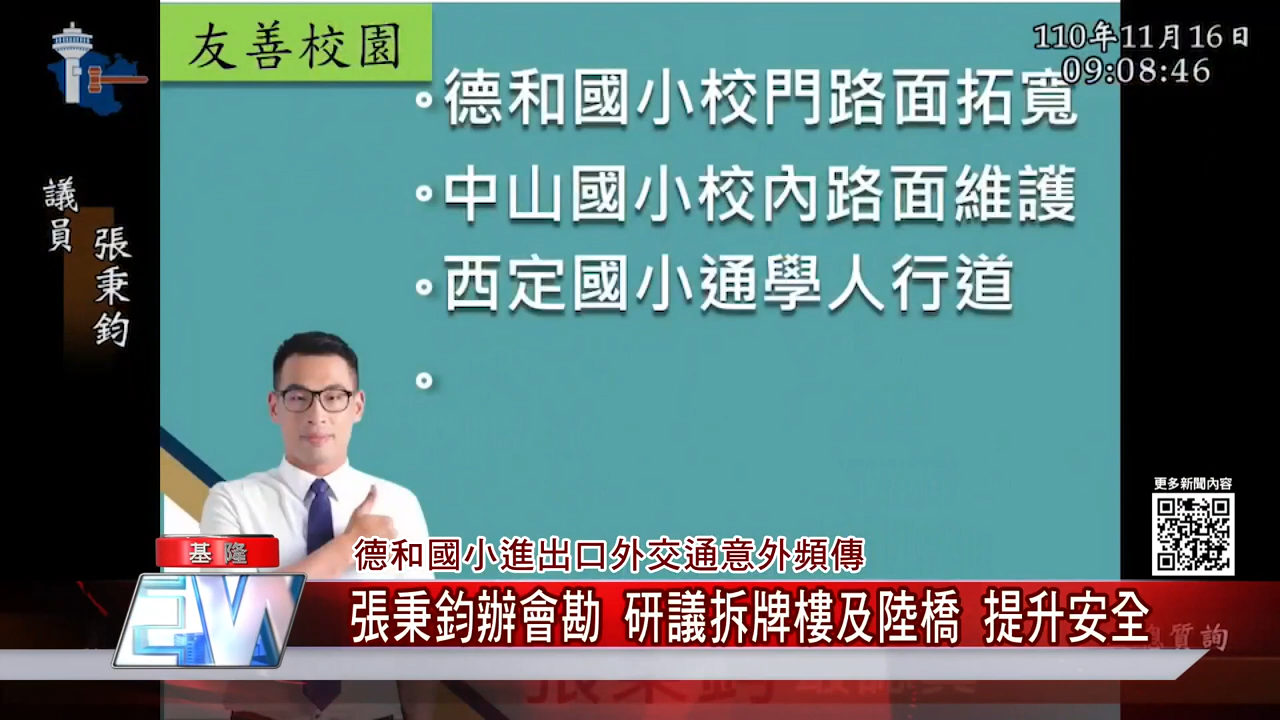 友善校園
110年11月16日
09:08:46
德和國小校門路面拓寬
中山國小校內路面維護
西定國小通學人行道
議員
張秉鈞
更多新聞內容
基隆
德和國小進出口外交通意外頻傳
張秉鈞辦會勘 研議拆牌樓及陸橋 提升安全
質詢